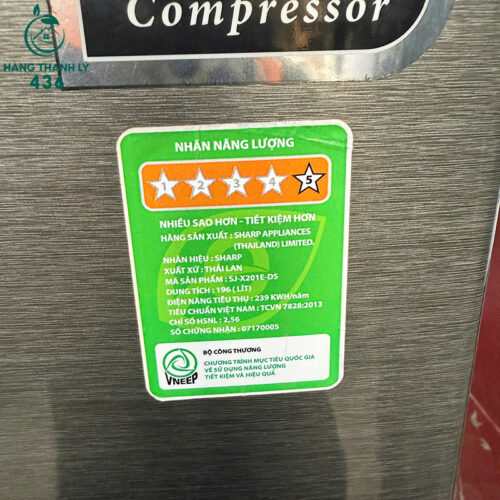 Compressor
HÀNG THANH LÝ
436
NHÃN NĂNG LƯỢNG
1 2 3 4 5
NHIỀU SAO HƠN - TIẾT KIỆM HƠN
HÃNG SẢN XUẤT : SHARP APPLIANCES
(THAILAND) LIMITED.
NHÃN HIỆU : SHARP
XUẤT XỨ : THÁI LAN
MÃ SẢN PHẨM : SJ-X201E-DS
DUNG TÍCH : 196 ( LÍT)
ĐIỆN NĂNG TIÊU THỤ : 239 KWH/năm
TIÊU CHUẨN VIỆT NAM : TCVN 7828:2013
CHỈ SỐ HSNL : 2,56
SỐ CHỨNG NHẬN : 07170005
BỘ CÔNG THƯƠNG
CHƯƠNG TRÌNH MỤC TIÊU QUỐC GIA
VỀ SỬ DỤNG NĂNG LƯỢNG
TIẾT KIỆM VÀ HIỆU QUẢ
VNEEP